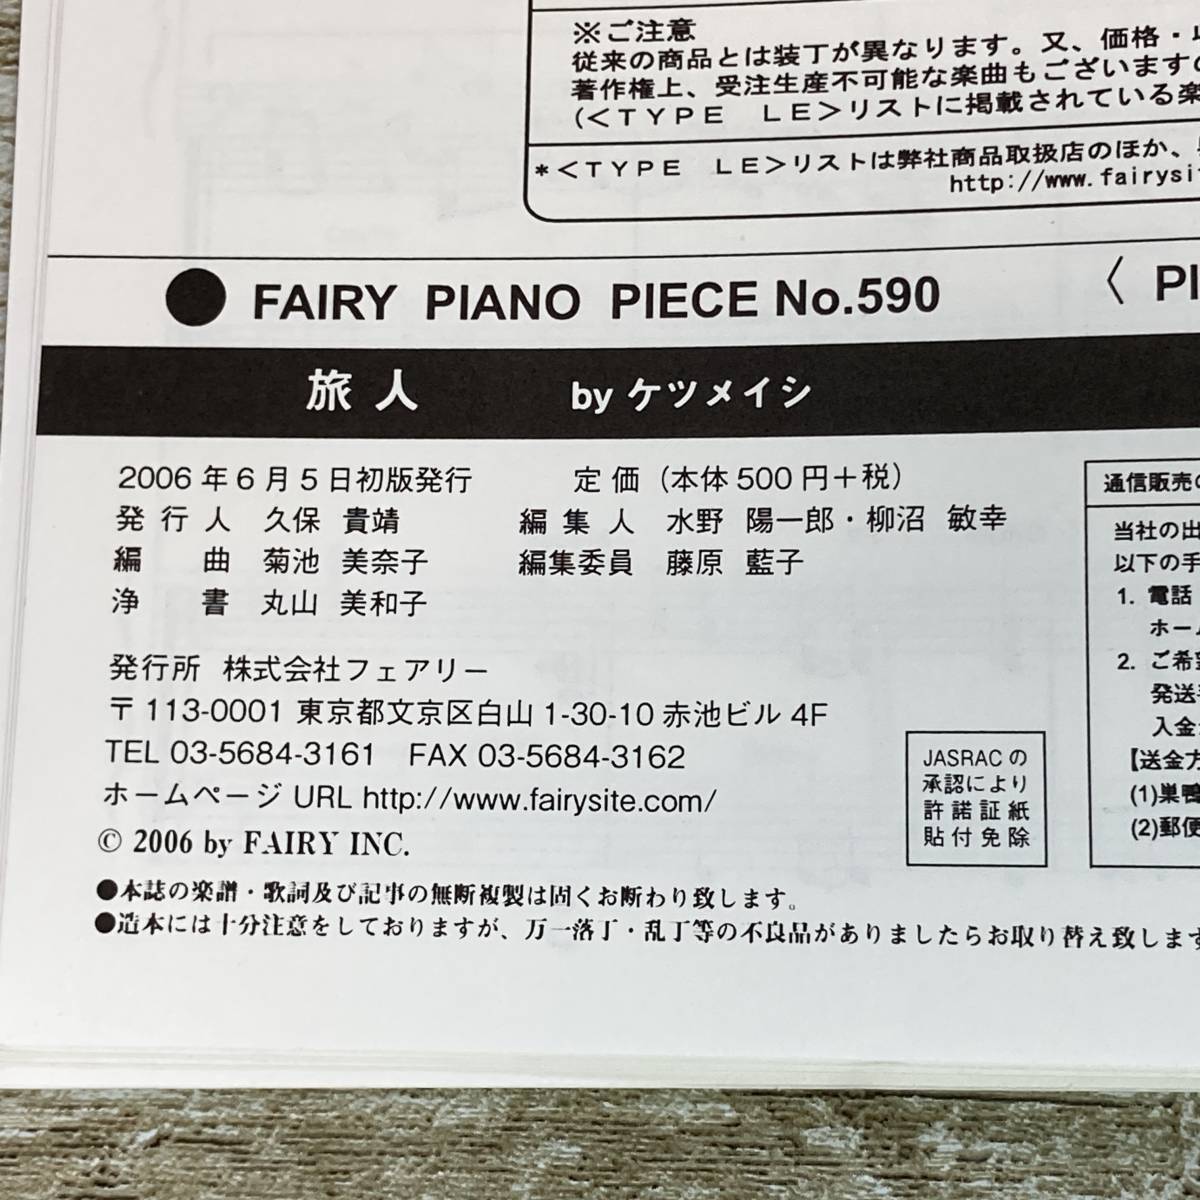 ※ご注意
従来の商品とは装丁が異なります。又、価格・
著作権上、受注生産不可能な楽曲もございますの
(＜TYPE LE＞リストに掲載されている楽
*＜TYPE LE＞リストは弊社商品取扱店のほか、
http://www.fairysit
● FAIRY PIANO PIECE No.590 〈 PI
旅人 by ケツメイシ
2006年6月5日初版発行 定価（本体500円＋税）
発行人 久保 貴靖 編集人 水野 陽一郎・柳沼 敏幸
編曲 菊池 美奈子 編集委員 藤原 藍子
浄書 丸山 美和子
発行所 株式会社フェアリー
〒113-0001 東京都文京区白山1-30-10赤池ビル4F
TEL 03-5684-3161 FAX 03-5684-3162
ホームページURL http://www.fairysite.com/
© 2006 by FAIRY INC.
●本誌の楽譜・歌詞及び記事の無断複製は固くお断わり致します。
●造本には十分注意をしておりますが、万一落丁・乱丁等の不良品がありましたらお取り替え致します
JASRACの
承認により
許諾証紙
貼付免除
通信販売の
当社の出
以下の手
1. 電話
ホーム
2. ご希望
発送
入金
【送金方
(1)巣鴨
(2)郵便